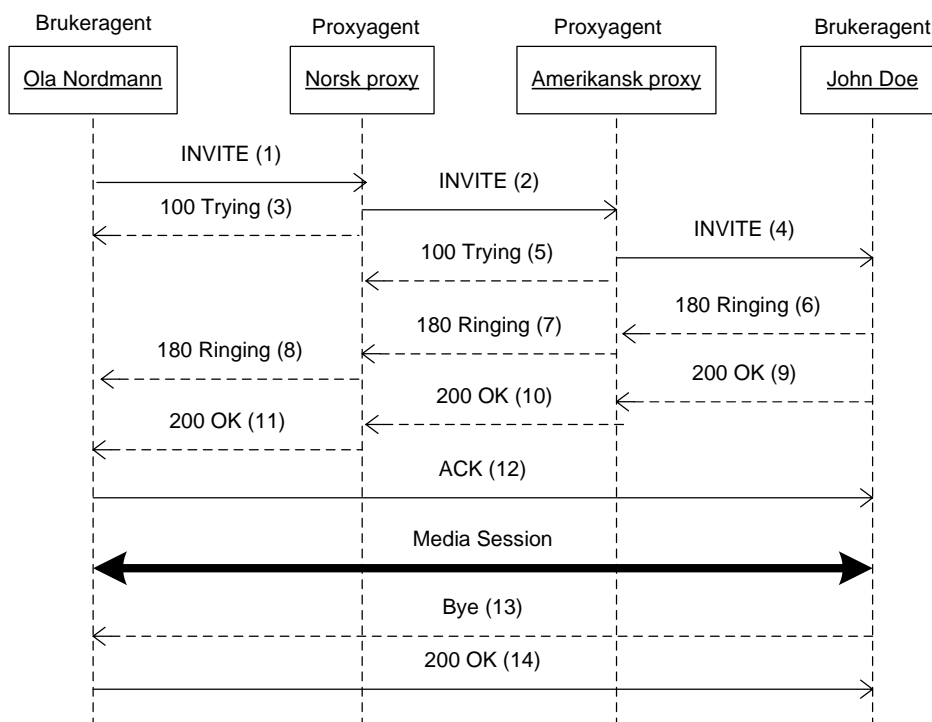 Brukeragent
Proxyagent
Proxyagent
Brukeragent
Ola Nordmann
Norsk proxy
Amerikansk proxy
John Doe
INVITE (1)
INVITE (2)
100 Trying (3)
INVITE (4)
100 Trying (5)
180 Ringing (6)
180 Ringing (7)
180 Ringing (8)
200 OK (9)
200 OK (10)
200 OK (11)
ACK (12)
Media Session
Bye (13)
200 OK (14)